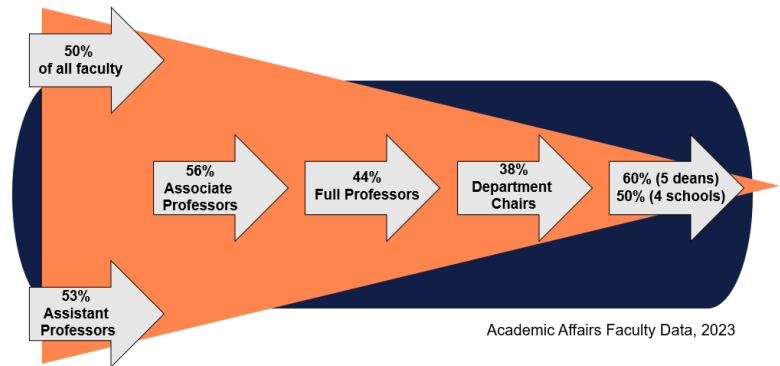 50%
of all faculty
56%
Associate
Professors
44%
Full Professors
38%
Department
Chairs
60% (5 deans)
50% (4 schools)
53%
Assistant
Professors
Academic Affairs Faculty Data, 2023